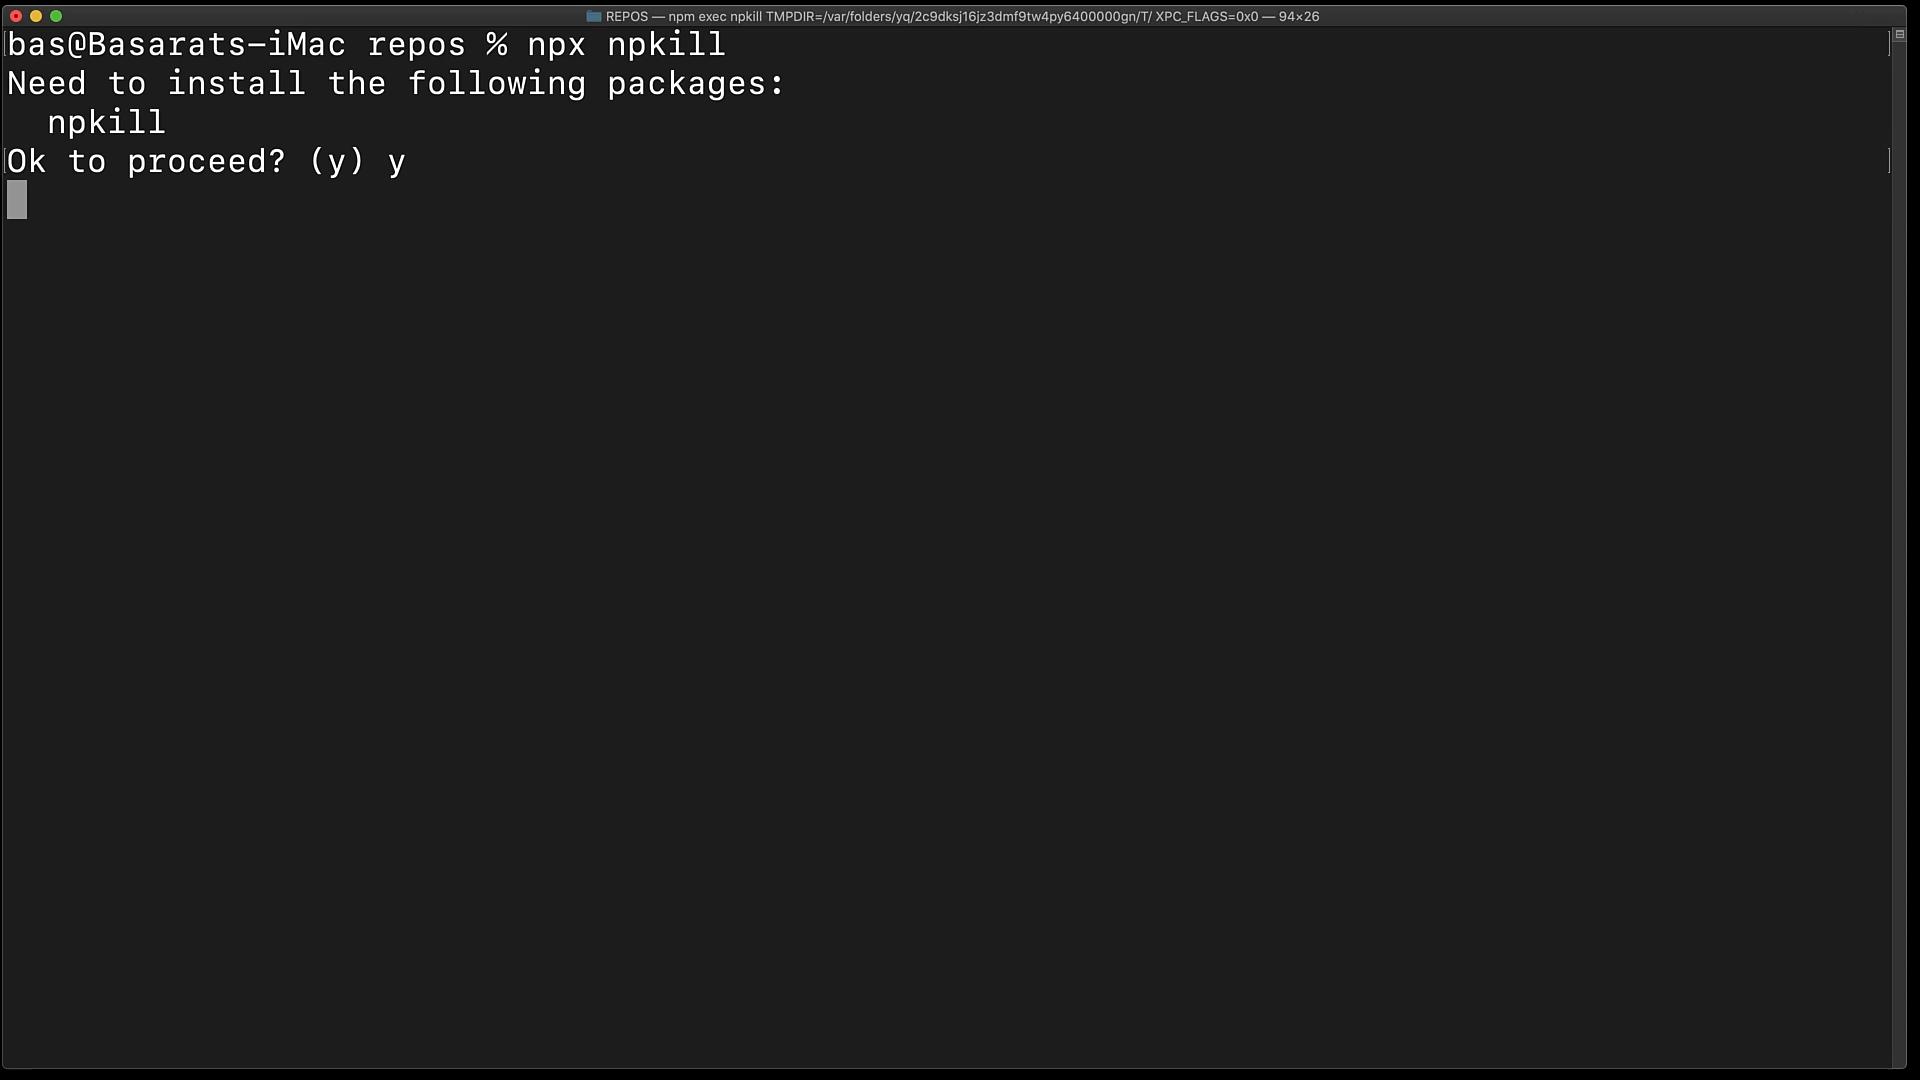 REPOS — npm exec npkill TMPDIR=/var/folders/yq/2c9dksj16jz3dmf9tw4py6400000gn/T/ XPC_FLAGS=0x0 — 94×26
bas@Basarats-iMac repos % npx npkill
Need to install the following packages:
  npkill
Ok to proceed? (y) y